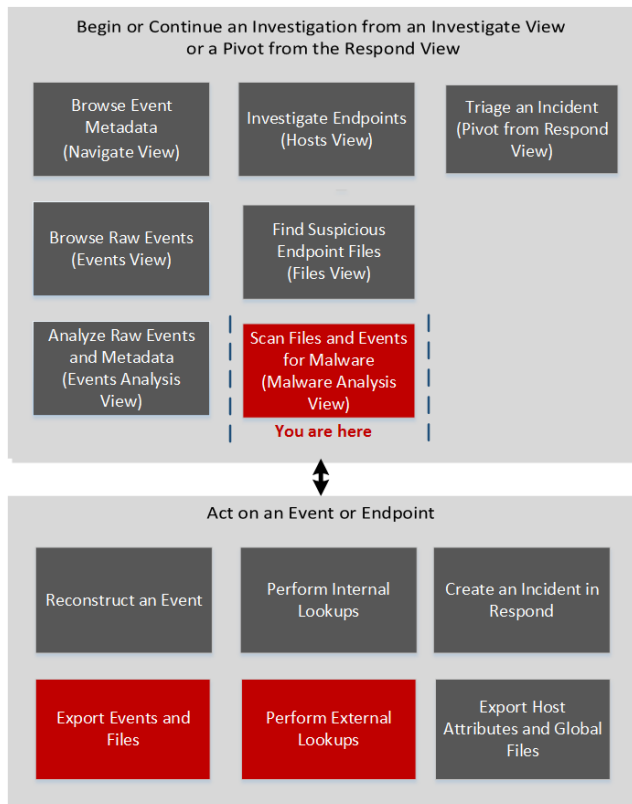 Begin or Continue an Investigation from an Investigate View
or a Pivot from the Respond View
Browse Event
Metadata
(Navigate View)
Investigate Endpoints
(Hosts View)
Triage an Incident
(Pivot from Respond
View)
Browse Raw Events
(Events View)
Find Suspicious
Endpoint Files
(Files View)
Analyze Raw Events
and Metadata
(Events Analysis
View)
Scan Files and Events
for Malware
(Malware Analysis
View)
You are here
Act on an Event or Endpoint
Reconstruct an Event
Perform Internal
Lookups
Create an Incident in
Respond
Export Events and
Files
Perform External
Lookups
Export Host
Attributes and Global
Files